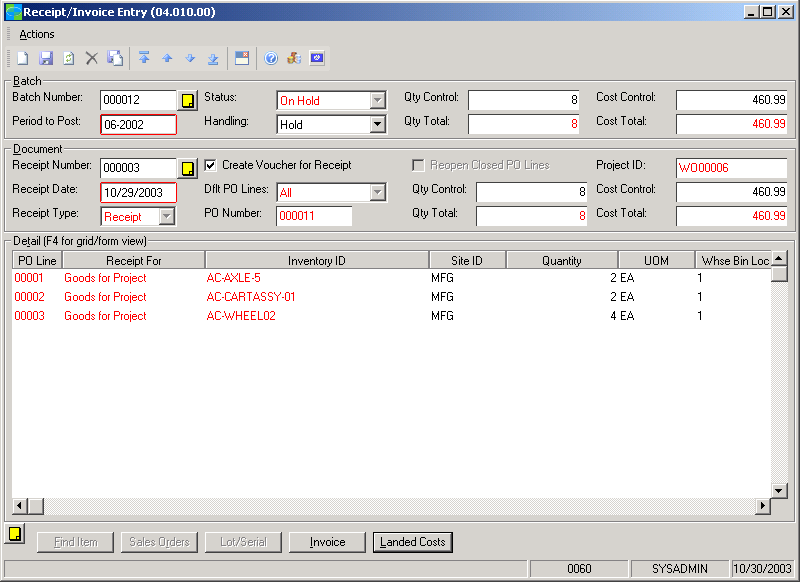 Receipt/Invoice Entry (04.010.00)
Actions
Batch
Batch Number: 000012 Status: On Hold Qty Control: 8 Cost Control: 460.99
Period to Post: 06-2002 Handling: Hold Qty Total: 8 Cost Total: 460.99
Document
Receipt Number: 000003 Create Voucher for Receipt Reopen Closed PO Lines Project ID: WO00006
Receipt Date: 10/29/2003 Dflt PO Lines: All Qty Control: 8 Cost Control: 460.99
Receipt Type: Receipt PO Number: 000011 Qty Total: 8 Cost Total: 460.99
Detail (F4 for grid/form view)
PO Line Receipt For Inventory ID Site ID Quantity UOM Whse Bin Loc
00001 Goods for Project AC-AXLE-5 MFG 2 EA 1
00002 Goods for Project AC-CARTASSY-01 MFG 2 EA 1
00003 Goods for Project AC-WHEEL02 MFG 4 EA 1
Find Item Sales Orders Lot/Serial Invoice Landed Costs
0060 SYSADMIN 10/30/2003